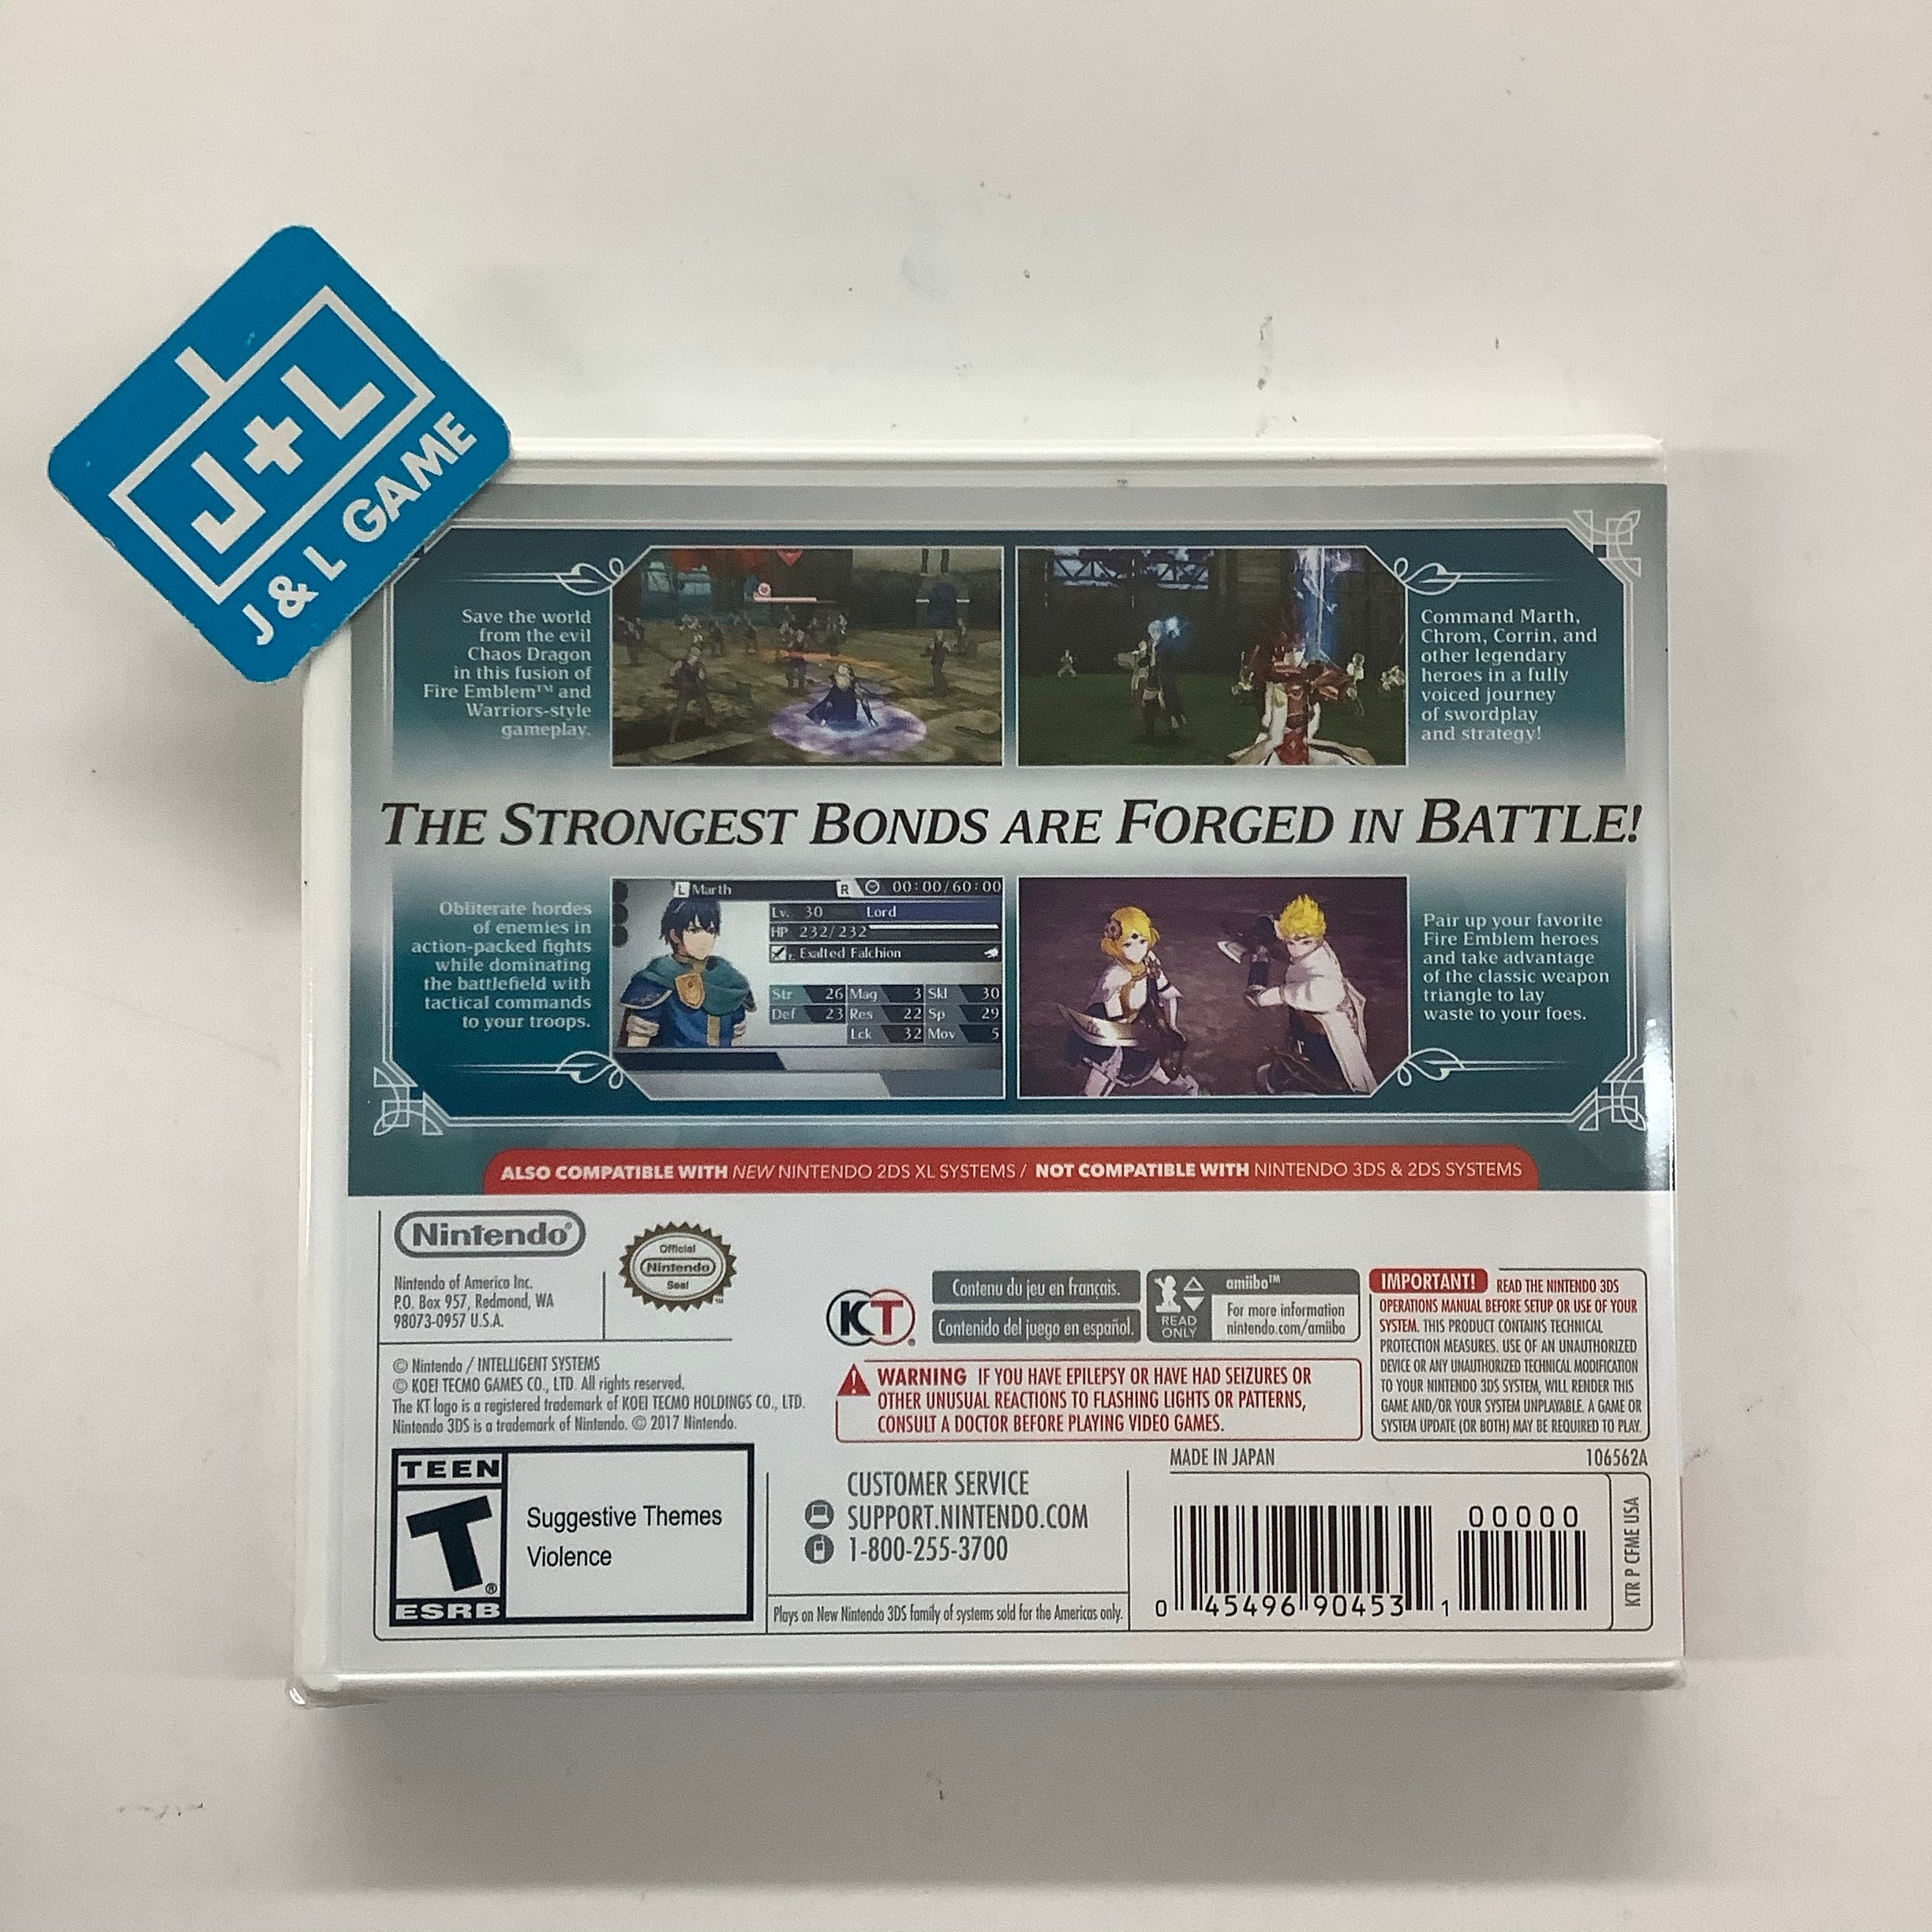 J+L
J & L GAME
Save the world
from the evil
Chaos Dragon
in this fusion of
Fire Emblem™ and
Warriors-style
gameplay.
Command Marth,
Chrom, Corrin, and
other legendary
heroes in a fully
voiced journey
of swordplay
and strategy!
THE STRONGEST BONDS ARE FORGED IN BATTLE!
Obliterate hordes
of enemies in
action-packed fights
while dominating
the battlefield with
tactical commands
to your troops.
L Marth R 00:00/60:00
Lv. 30 Lord
HP 232/232
E Exalted Falchion
Str 26 Mag 3 Skl 30
Def 23 Res 22 Sp 29
Lck 32 Mov 5
Pair up your favorite
Fire Emblem heroes
and take advantage
of the classic weapon
triangle to lay
waste to your foes.
ALSO COMPATIBLE WITH NEW NINTENDO 2DS XL SYSTEMS / NOT COMPATIBLE WITH NINTENDO 3DS & 2DS SYSTEMS
Nintendo®
Nintendo of America Inc.
P.O. Box 957, Redmond, WA
98073-0957 U.S.A.
Official
Nintendo
Seal
™
KT®
Contenu du jeu en français.
Contenido del juego en español.
READ
ONLY
amiibo™
For more information
nintendo.com/amiibo
IMPORTANT! READ THE NINTENDO 3DS
OPERATIONS MANUAL BEFORE SETUP OR USE OF YOUR
SYSTEM. THIS PRODUCT CONTAINS TECHNICAL
PROTECTION MEASURES. USE OF AN UNAUTHORIZED
DEVICE OR ANY UNAUTHORIZED TECHNICAL MODIFICATION
TO YOUR NINTENDO 3DS SYSTEM, WILL RENDER THIS
GAME AND/OR YOUR SYSTEM UNPLAYABLE. A GAME OR
SYSTEM UPDATE (OR BOTH) MAY BE REQUIRED TO PLAY.
© Nintendo / INTELLIGENT SYSTEMS
© KOEI TECMO GAMES CO., LTD. All rights reserved.
The KT logo is a registered trademark of KOEI TECMO HOLDINGS CO., LTD.
Nintendo 3DS is a trademark of Nintendo. © 2017 Nintendo.
WARNING IF YOU HAVE EPILEPSY OR HAVE HAD SEIZURES OR
OTHER UNUSUAL REACTIONS TO FLASHING LIGHTS OR PATTERNS,
CONSULT A DOCTOR BEFORE PLAYING VIDEO GAMES.
MADE IN JAPAN
106562A
TEEN
T®
ESRB
Suggestive Themes
Violence
CUSTOMER SERVICE
SUPPORT.NINTENDO.COM
1-800-255-3700
Plays on New Nintendo 3DS family of systems sold for the Americas only.
00000
0 45496 90453 1
KTR P CFME USA